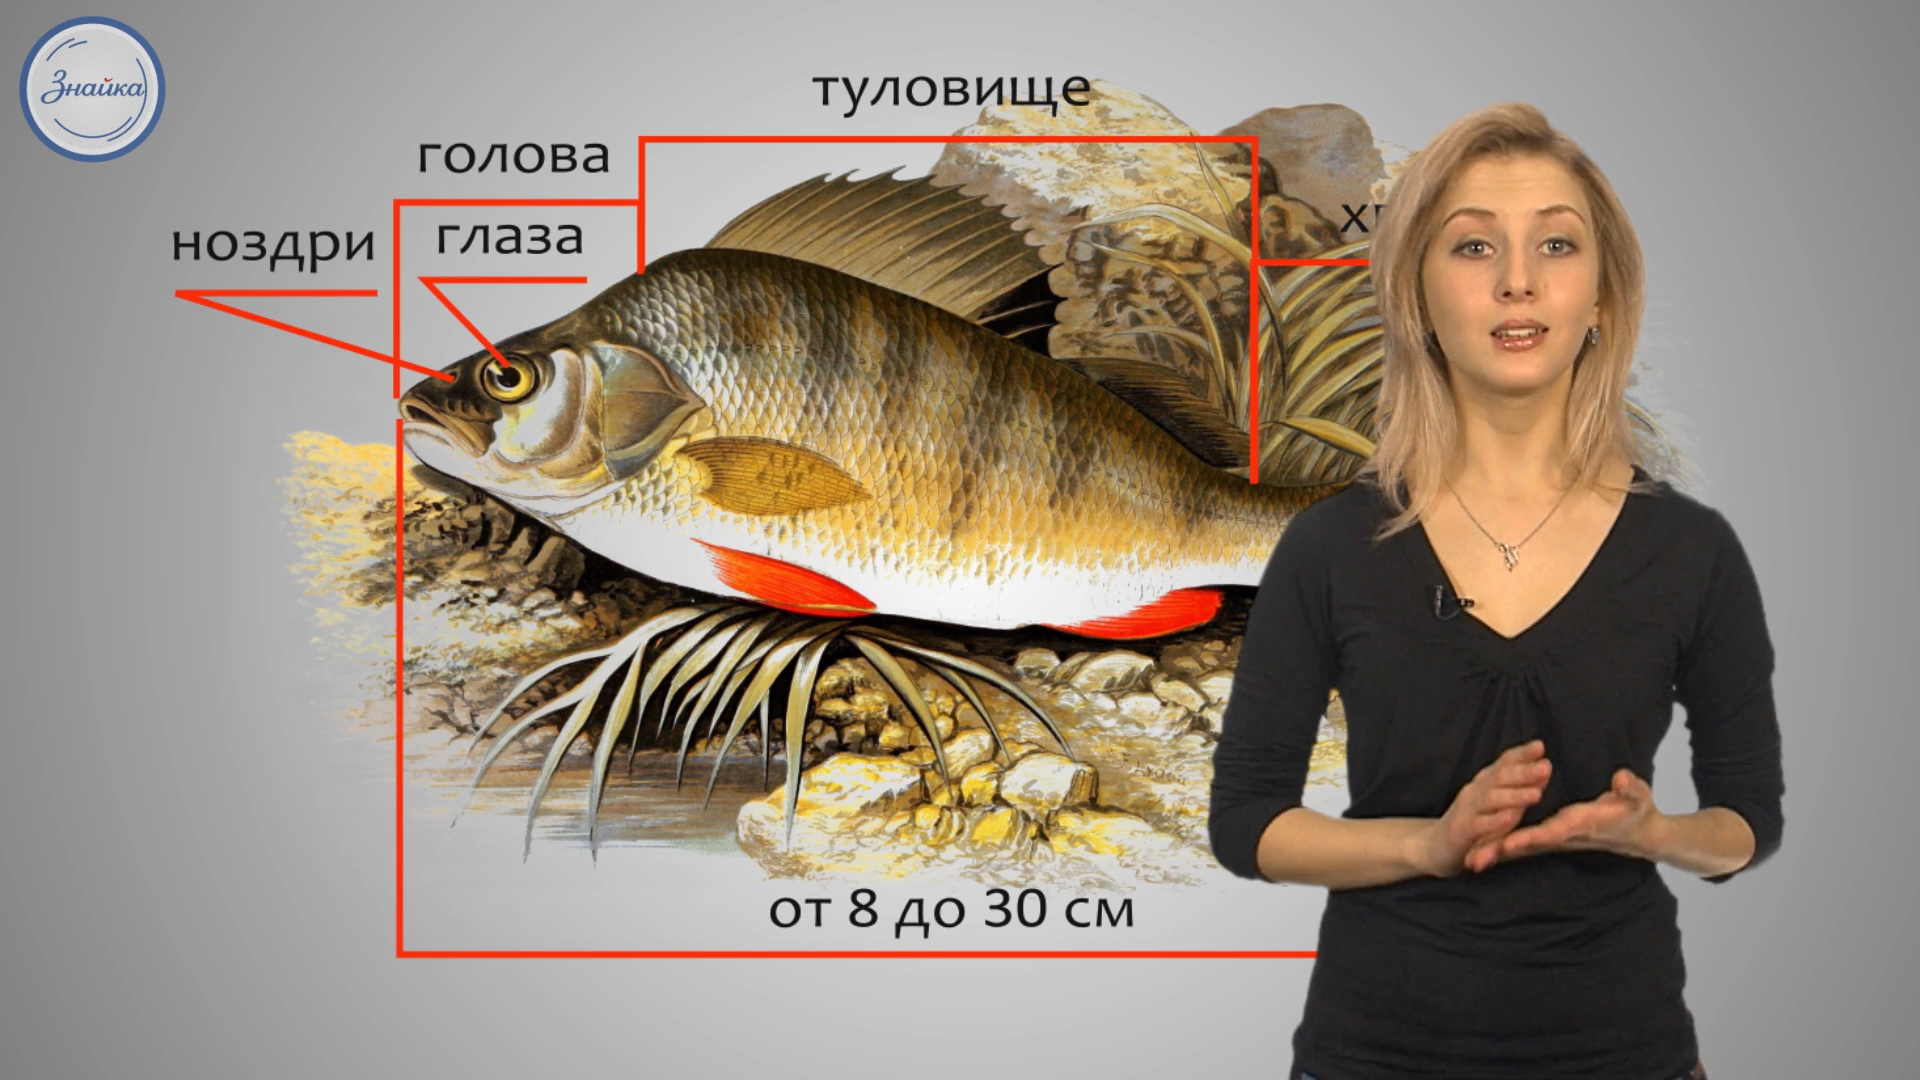 Знайка
туловище
голова
ноздри
глаза
от 8 до 30 см